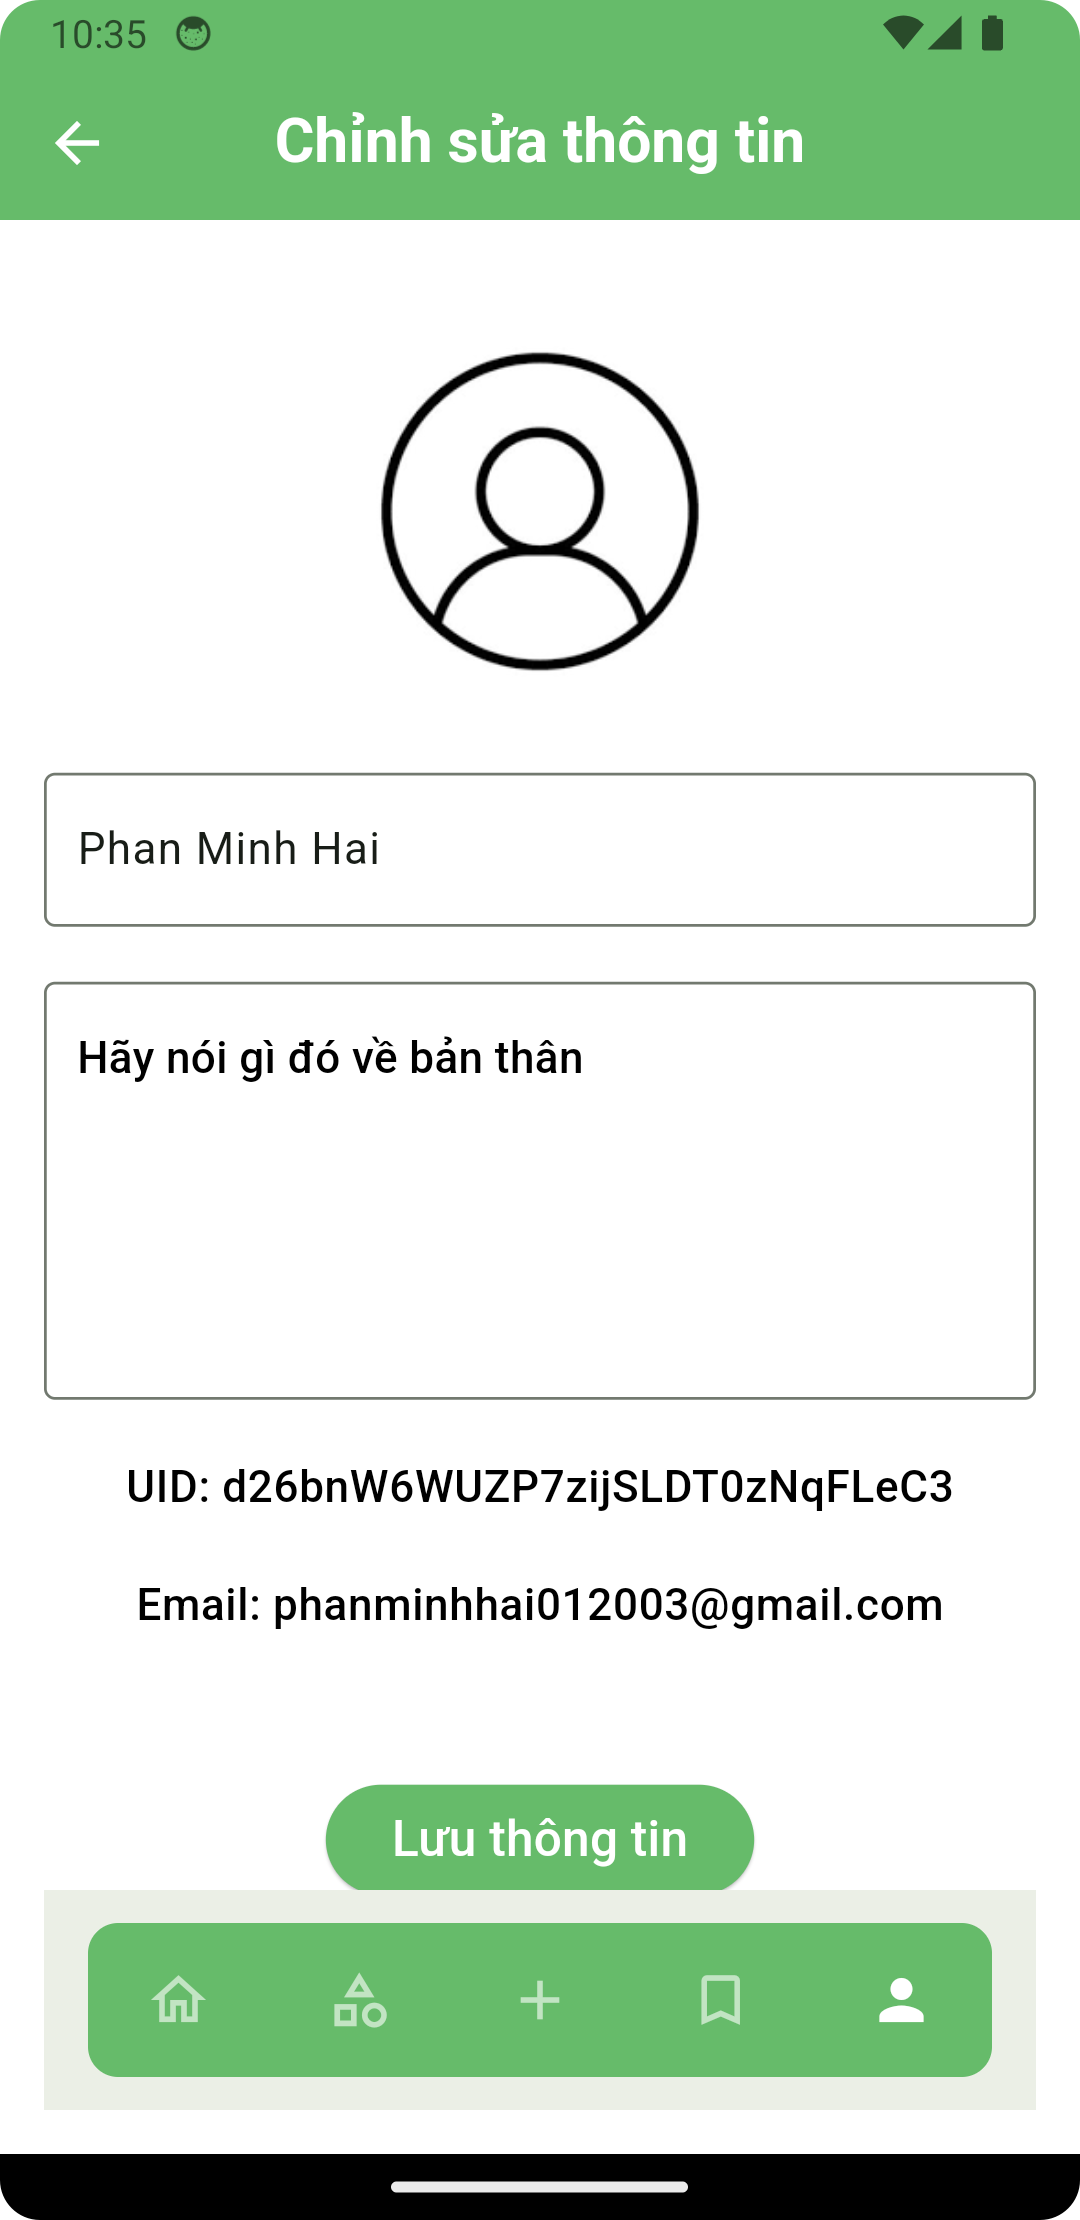 10:35
Chỉnh sửa thông tin
Phan Minh Hai
Hãy nói gì đó về bản thân
UID: d26bnW6WUZP7zijSLDT0zNqFLeC3
Email: phanminhhai012003@gmail.com
Lưu thông tin